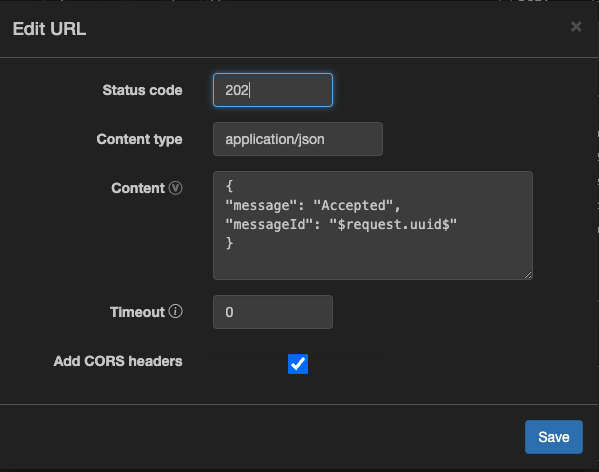 Edit URL ×
Status code 202
Content type application/json
Content V {
"message": "Accepted",
"messageId": "$request.uuid$"
}
Timeout i 0
Add CORS headers
Save